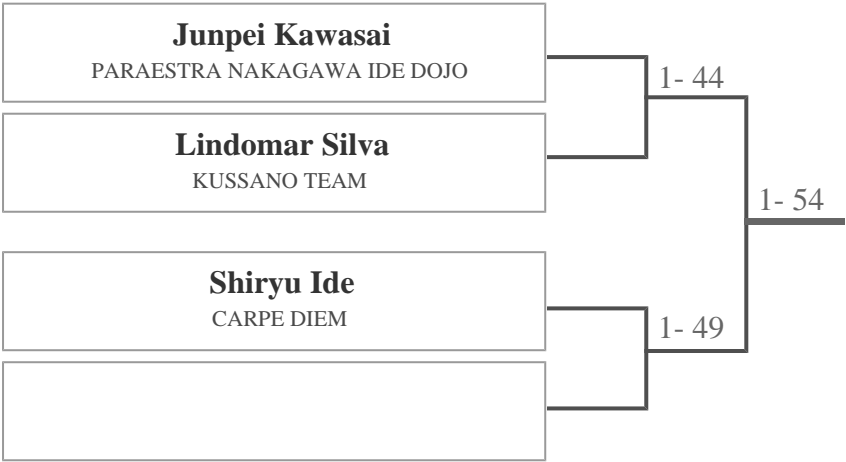 Junpei Kawasai
PARAESTRA NAKAGAWA IDE DOJO
1- 44
Lindomar Silva
KUSSANO TEAM
1- 54
Shiryu Ide
CARPE DIEM
1- 49